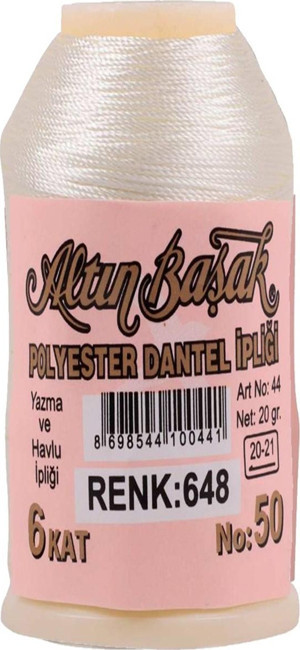 Altın Başak
POLYESTER DANTEL İPLİĞİ
Yazma
ve
Havlu
İpliği
8 698544 100441
Art No: 44
Net: 20 gr.
20-21
RENK:648
6 KAT
No:50